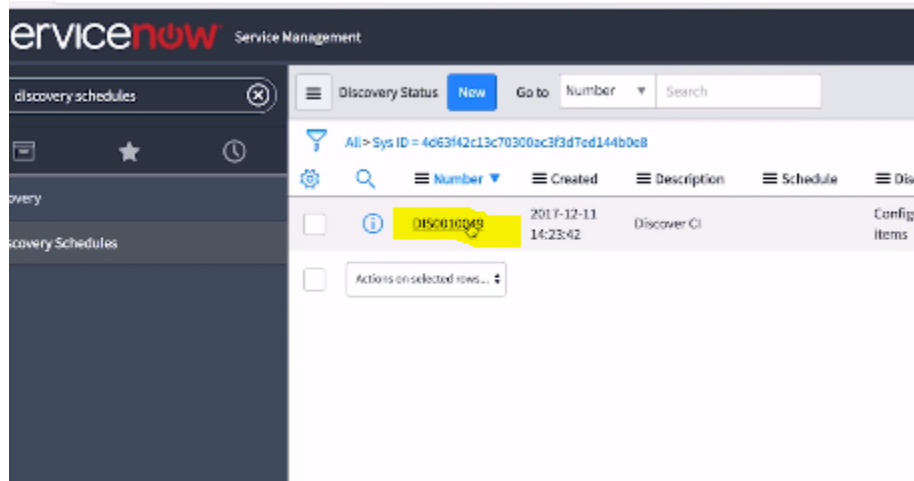 ervicenow Service Management
discovery schedules
Discovery Status New Go to Number Search
All > Sys ID = 4d63f42c13c70300ac3f3d7ed144b0e8
Number Created Description Schedule Dis
overy
DIS0010049 2017-12-11 14:23:42 Discover CI Config items
scovery Schedules
Actions on selected rows...